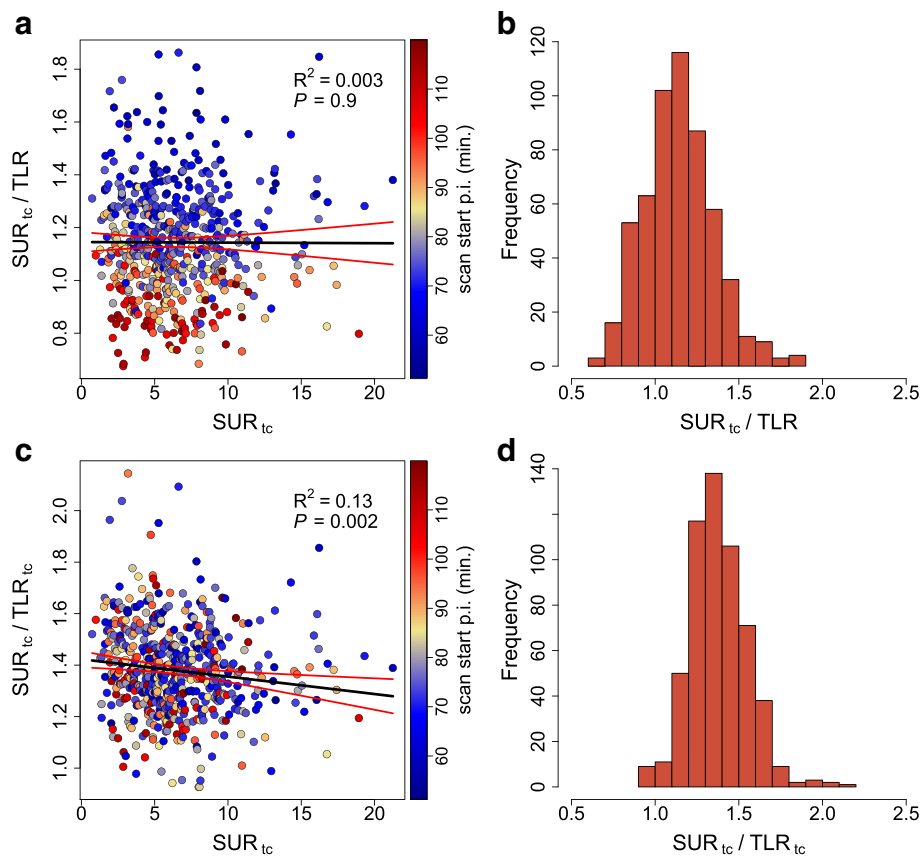 a
SUR tc / TLR
1.8
1.6
1.4
1.2
1.0
0.8
R² = 0.003
P = 0.9
0 5 10 15 20
SUR tc
110
100
90
80
70
60
scan start p.i. (min.)
b
Frequency
120
100
80
60
40
20
0
0.5 1.0 1.5 2.0 2.5
SUR tc / TLR
c
SUR tc / TLR tc
2.0
1.8
1.6
1.4
1.2
1.0
R² = 0.13
P = 0.002
0 5 10 15 20
SUR tc
110
100
90
80
70
60
scan start p.i. (min.)
d
Frequency
140
100
80
60
40
20
0
0.5 1.0 1.5 2.0 2.5
SUR tc / TLR tc